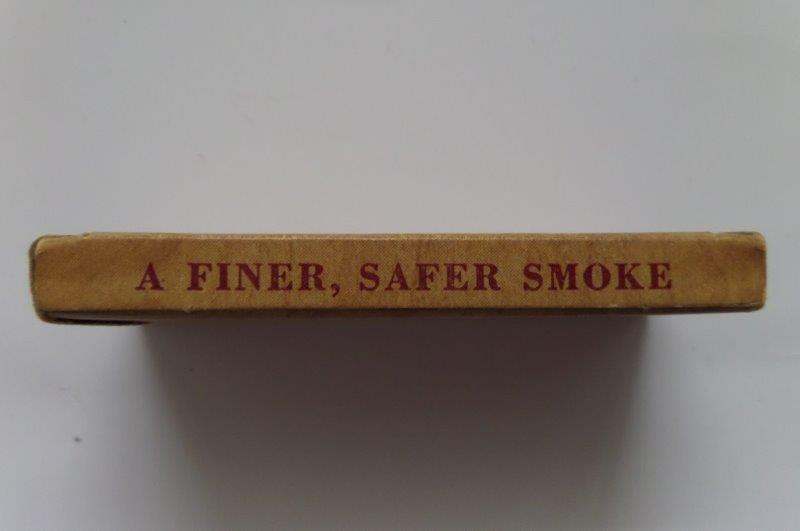 A FINER, SAFER SMOKE